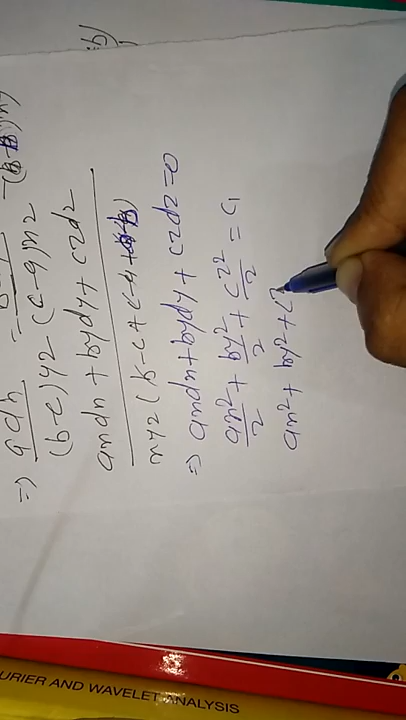 ⇒ adx/(b-c)yz = (c-a)xz
axdx + bydy + czdz
xyz(b-c+c-a+a-b)
⇒ axdx + bydy + czdz = 0
ax²/2 + by²/2 + cz²/2 = c₁
ax² + by² + c
URIER AND WAVELET ANALYSIS